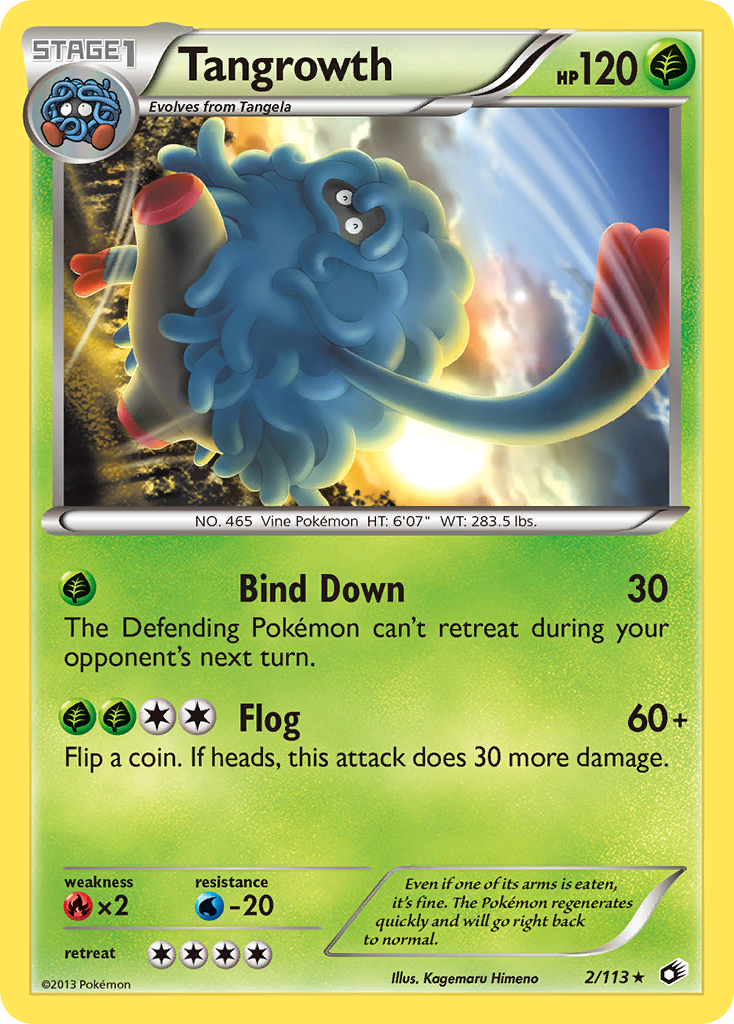 STAGE1
Tangrowth
HP120
Evolves from Tangela
NO. 465 Vine Pokémon HT: 6'07" WT: 283.5 lbs.
Bind Down 30
The Defending Pokémon can't retreat during your
opponent's next turn.
Flog 60+
Flip a coin. If heads, this attack does 30 more damage.
weakness
×2
resistance
-20
retreat
Even if one of its arms is eaten,
it's fine. The Pokémon regenerates
quickly and will go right back
to normal.
©2013 Pokémon
Illus. Kagemaru Himeno
2/113 ★